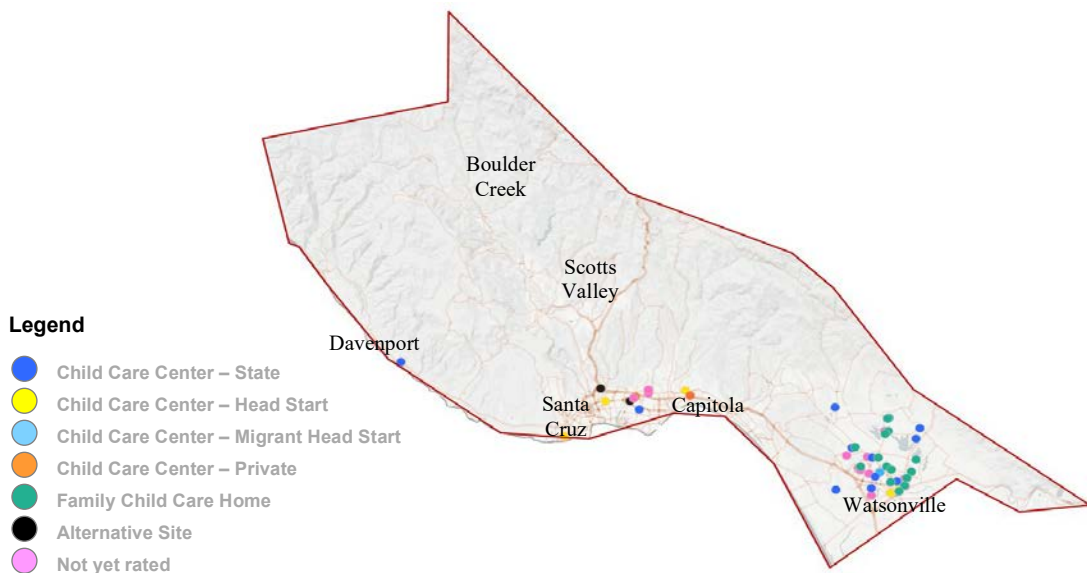 Boulder
Creek
Scotts
Valley
Davenport
Santa
Cruz
Capitola
Watsonville
Legend
Child Care Center – State
Child Care Center – Head Start
Child Care Center – Migrant Head Start
Child Care Center – Private
Family Child Care Home
Alternative Site
Not yet rated